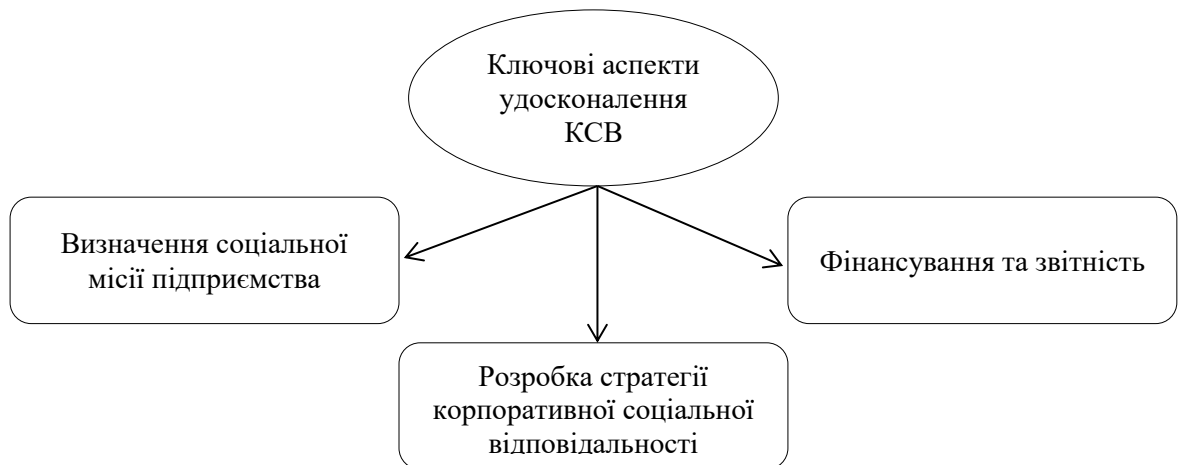 Ключові аспекти
удосконалення
КСВ
Визначення соціальної
місії підприємства
Фінансування та звітність
Розробка стратегії
корпоративної соціальної
відповідальності